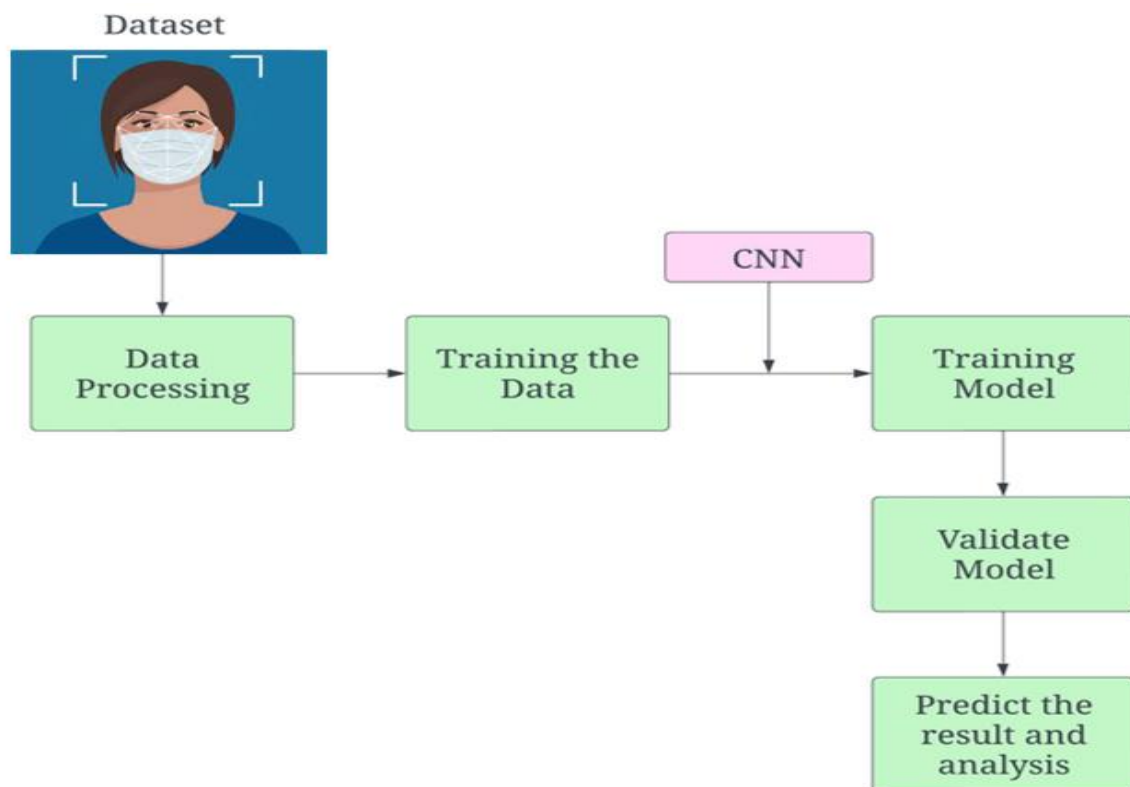 Dataset
CNN
Data
Processing
Training the
Data
Training
Model
Validate
Model
Predict the
result and
analysis